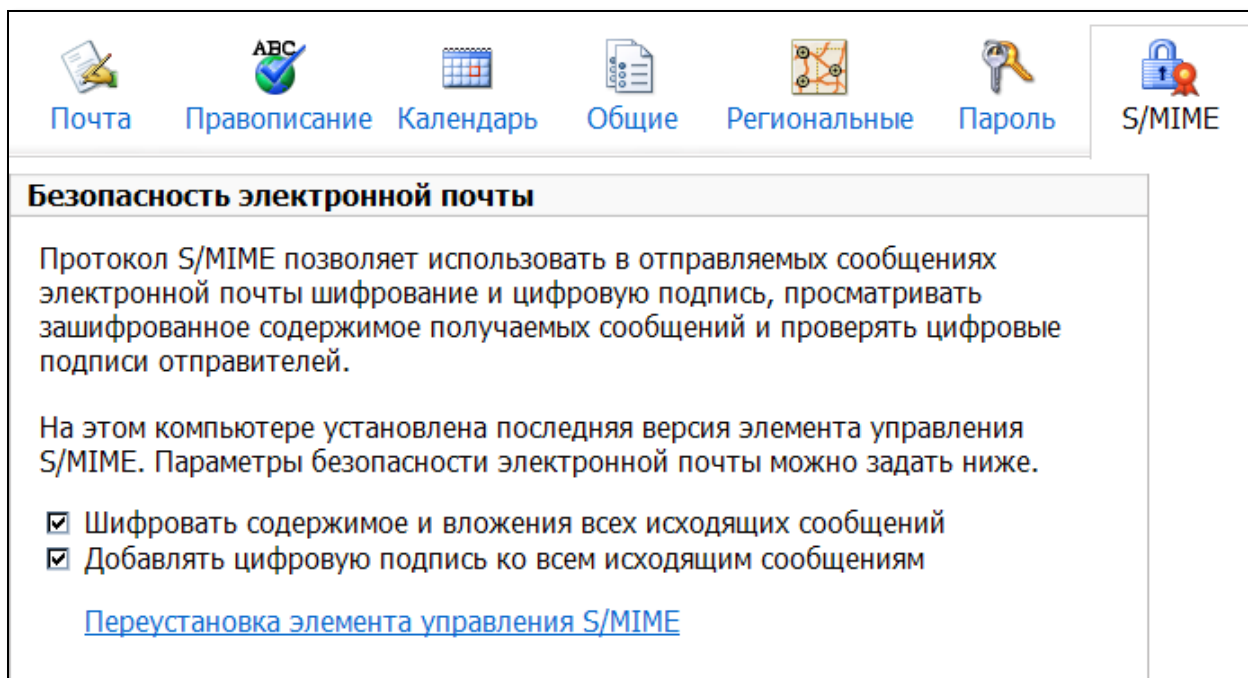 ABC
Почта Правописание Календарь Общие Региональные Пароль S/MIME
Безопасность электронной почты
Протокол S/MIME позволяет использовать в отправляемых сообщениях
электронной почты шифрование и цифровую подпись, просматривать
зашифрованное содержимое получаемых сообщений и проверять цифровые
подписи отправителей.
На этом компьютере установлена последняя версия элемента управления
S/MIME. Параметры безопасности электронной почты можно задать ниже.
Шифровать содержимое и вложения всех исходящих сообщений
Добавлять цифровую подпись ко всем исходящим сообщениям
Переустановка элемента управления S/MIME